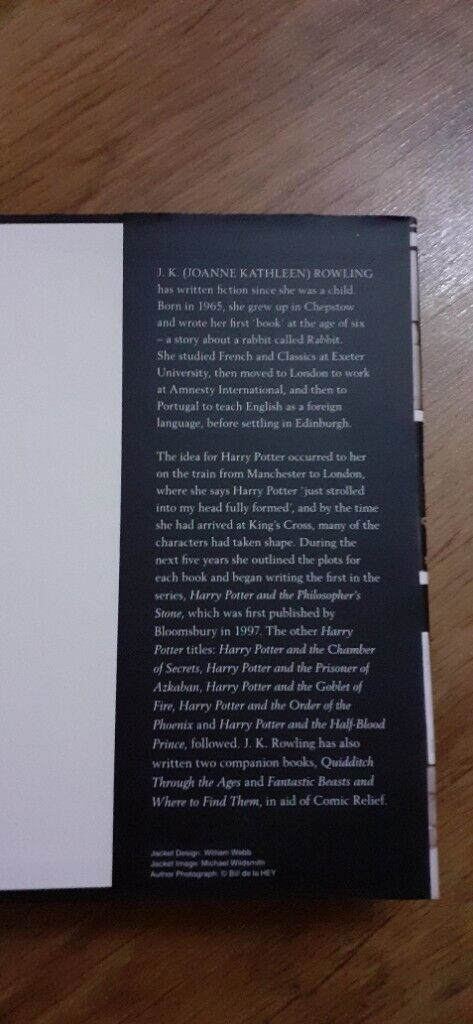 J. K. (JOANNE KATHLEEN) ROWLING
has written fiction since she was a child.
Born in 1965, she grew up in Chepstow
and wrote her first 'book' at the age of six
– a story about a rabbit called Rabbit.
She studied French and Classics at Exeter
University, then moved to London to work
at Amnesty International, and then to
Portugal to teach English as a foreign
language, before settling in Edinburgh.
The idea for Harry Potter occurred to her
on the train from Manchester to London,
where she says Harry Potter 'just strolled
into my head fully formed', and by the time
she had arrived at King's Cross, many of the
characters had taken shape. During the
next five years she outlined the plots for
each book and began writing the first in the
series, Harry Potter and the Philosopher's
Stone, which was first published by
Bloomsbury in 1997. The other Harry
Potter titles: Harry Potter and the Chamber
of Secrets, Harry Potter and the Prisoner of
Azkaban, Harry Potter and the Goblet of
Fire, Harry Potter and the Order of the
Phoenix and Harry Potter and the Half-Blood
Prince, followed. J. K. Rowling has also
written two companion books, Quidditch
Through the Ages and Fantastic Beasts and
Where to Find Them, in aid of Comic Relief.
Jacket Design: William Webb
Jacket Image: Michael Wildsmith
Author Photograph: © Bill de la HEY